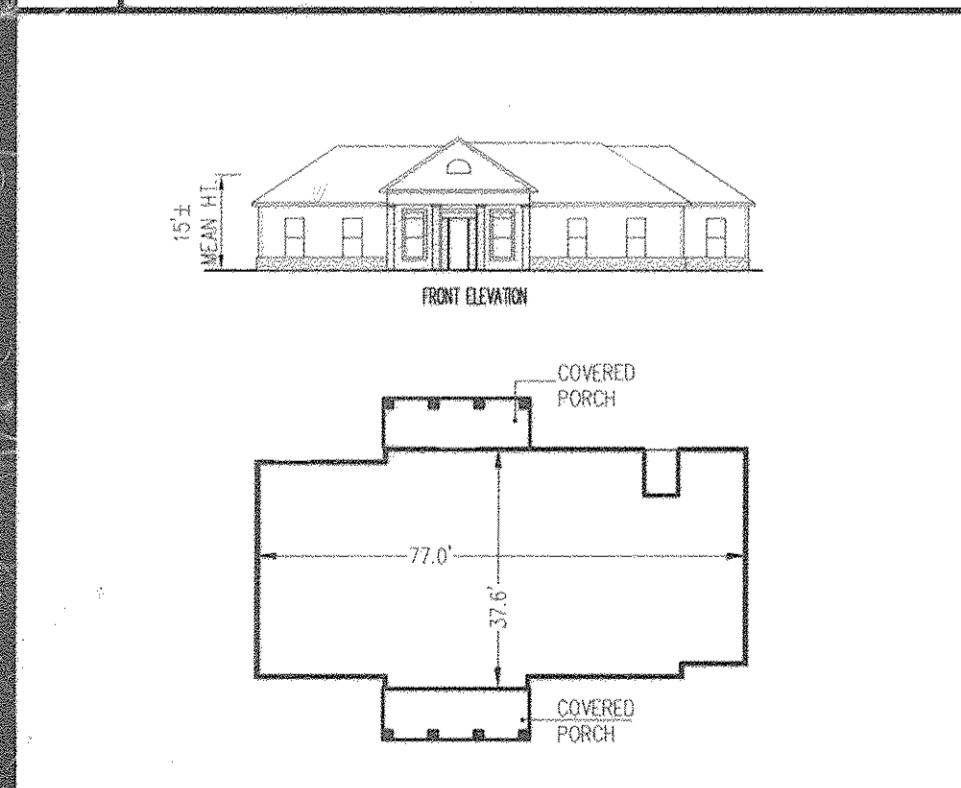 15'±
MEAN HT.
FRONT ELEVATION
COVERED
PORCH
77.0'
37.6'
COVERED
PORCH